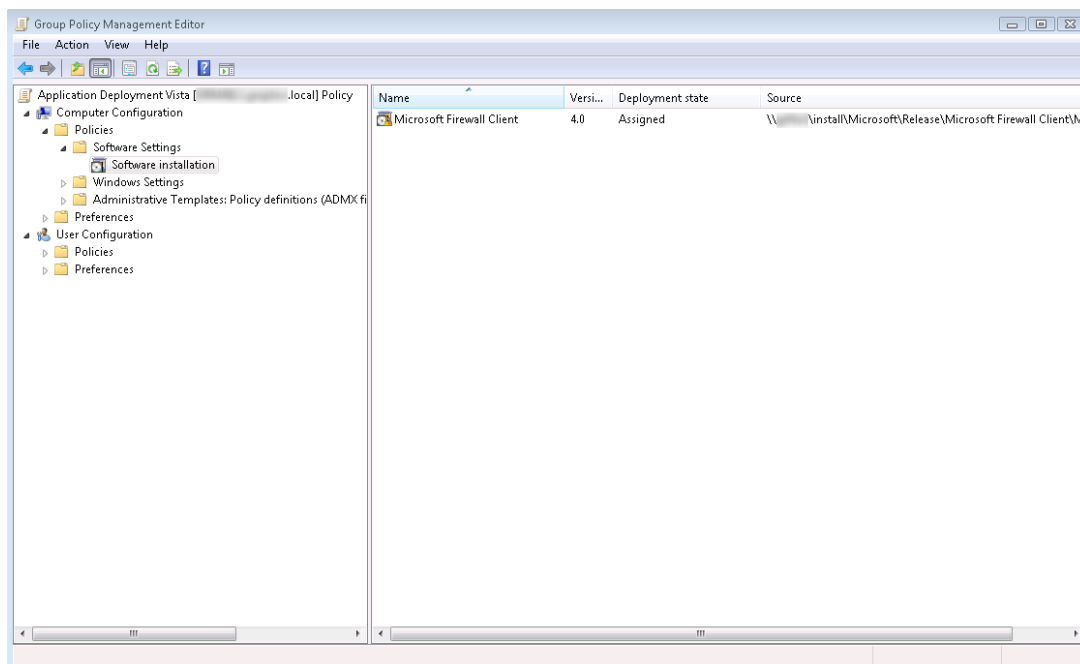 Group Policy Management Editor
File Action View Help
Application Deployment Vista [ .local] Policy
Computer Configuration
Policies
Software Settings
Software installation
Windows Settings
Administrative Templates: Policy definitions (ADMX fi
Preferences
User Configuration
Policies
Preferences
Name Versi... Deployment state Source
Microsoft Firewall Client 4.0 Assigned \\ \install\Microsoft\Release\Microsoft Firewall Client\M